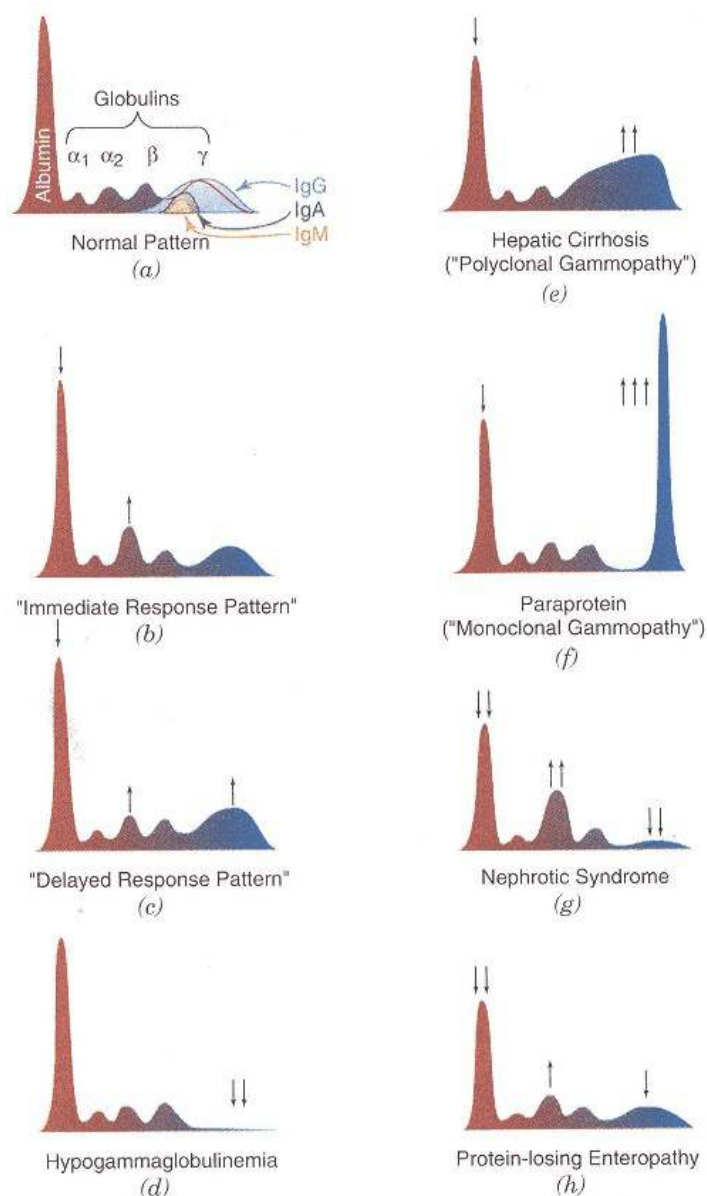 Albumin
Globulins
α1 α2 β γ
IgG
IgA
IgM
Normal Pattern
(a)
"Immediate Response Pattern"
(b)
"Delayed Response Pattern"
(c)
Hypogammaglobulinemia
(d)
Hepatic Cirrhosis
("Polyclonal Gammopathy")
(e)
Paraprotein
("Monoclonal Gammopathy")
(f)
Nephrotic Syndrome
(g)
Protein-losing Enteropathy
(h)